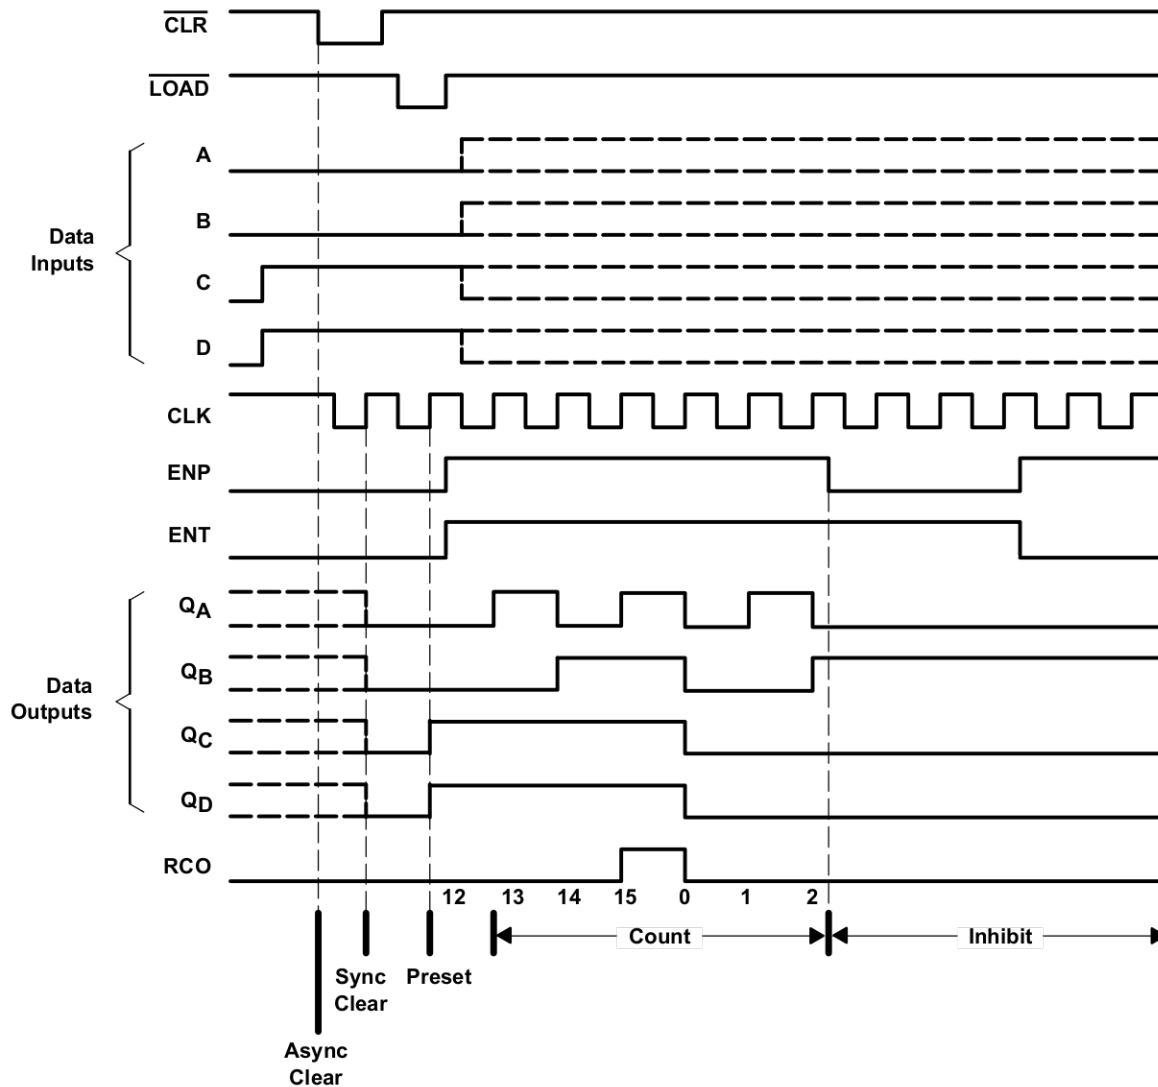 CLR
LOAD
A
B
Data
Inputs
C
D
CLK
ENP
ENT
QA
QB
Data
Outputs
QC
QD
RCO
12 13 14 15 0 1 2
Count Inhibit
Sync
Clear
Preset
Async
Clear